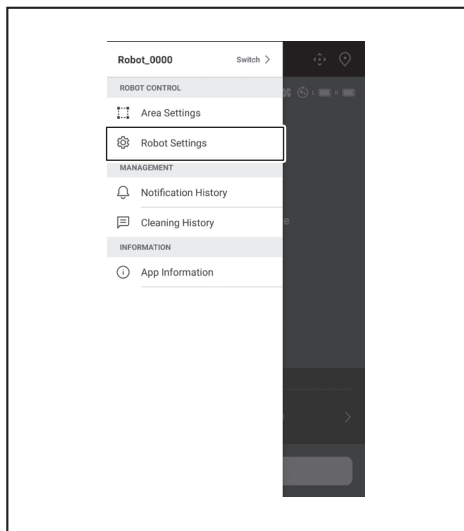 Robot_0000 Switch >
ROBOT CONTROL
Area Settings
Robot Settings
MANAGEMENT
Notification History
Cleaning History
INFORMATION
App Information